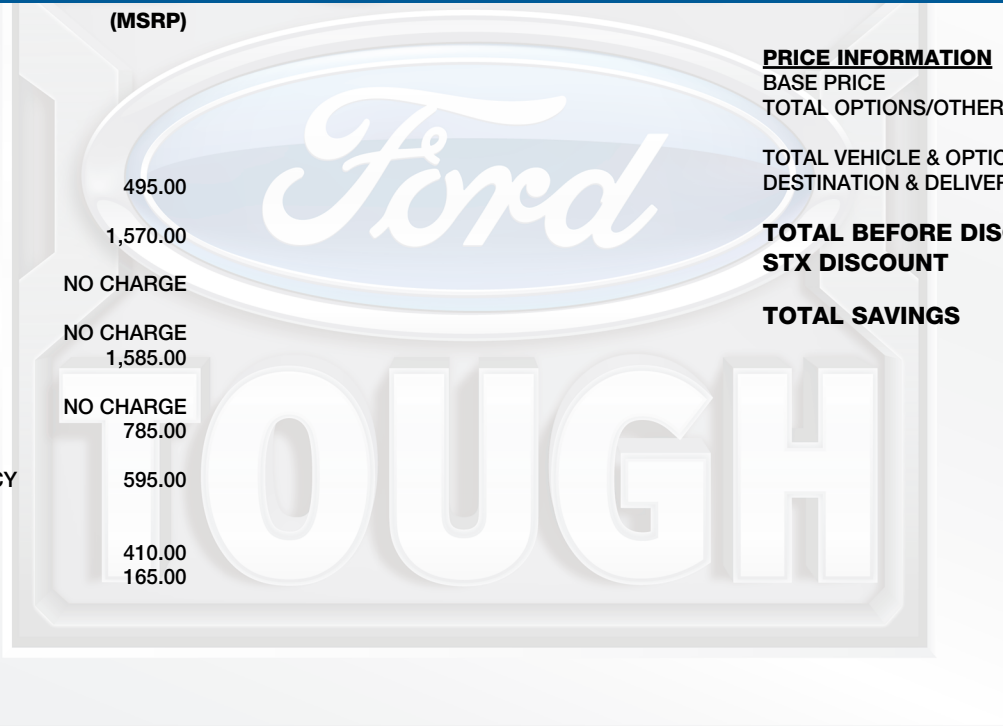 (MSRP)
495.00
1,570.00
NO CHARGE
NO CHARGE
1,585.00
NO CHARGE
785.00
CY 595.00
410.00
165.00
PRICE INFORMATION
BASE PRICE
TOTAL OPTIONS/OTHER
TOTAL VEHICLE & OPTIO
DESTINATION & DELIVER
TOTAL BEFORE DISC
STX DISCOUNT
TOTAL SAVINGS
Ford
TOUGH